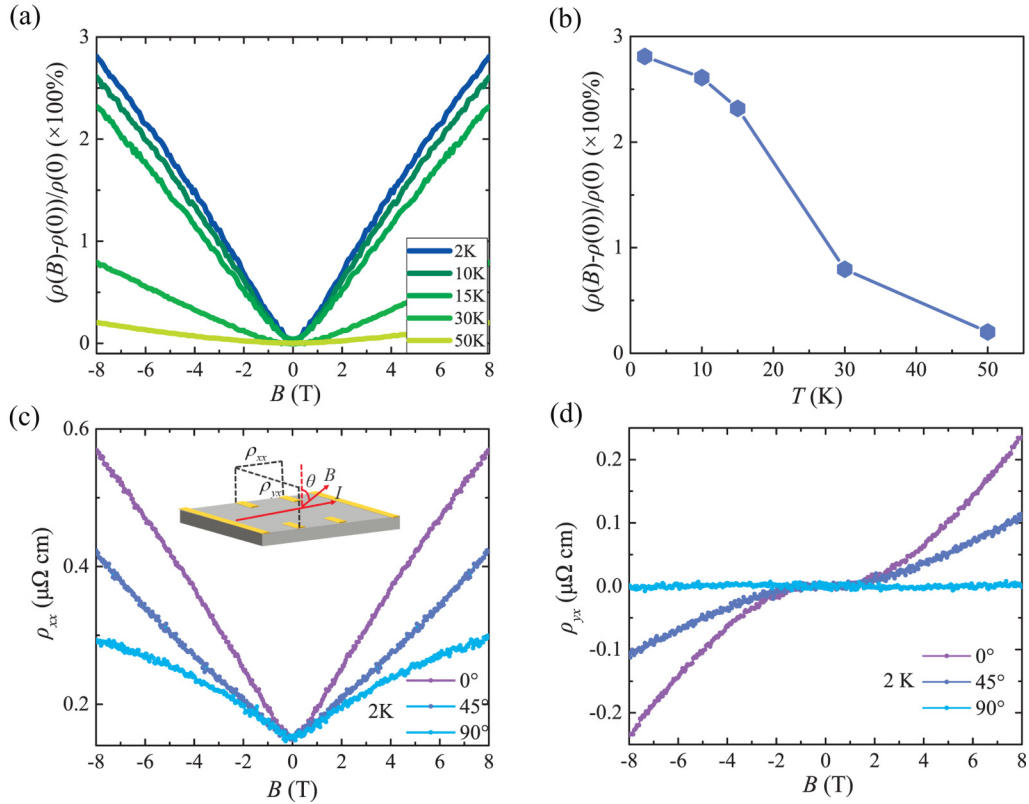 (a)
(ρ(B)-ρ(0))/ρ(0) (×100%)
3
2
1
0
2K
10K
15K
30K
50K
-8 -6 -4 -2 0 2 4 6 8
B (T)
(b)
(ρ(B)-ρ(0))/ρ(0) (×100%)
3
2
1
0
0 10 20 30 40 50
T (K)
(c)
ρxx (μΩ cm)
0.6
0.4
0.2
ρxx
ρyx
θ
B
I
0°
2K 45°
90°
-8 -6 -4 -2 0 2 4 6 8
B (T)
(d)
ρyx (μΩ cm)
0.2
0.1
0.0
-0.1
-0.2
0°
2 K 45°
90°
-8 -6 -4 -2 0 2 4 6 8
B (T)